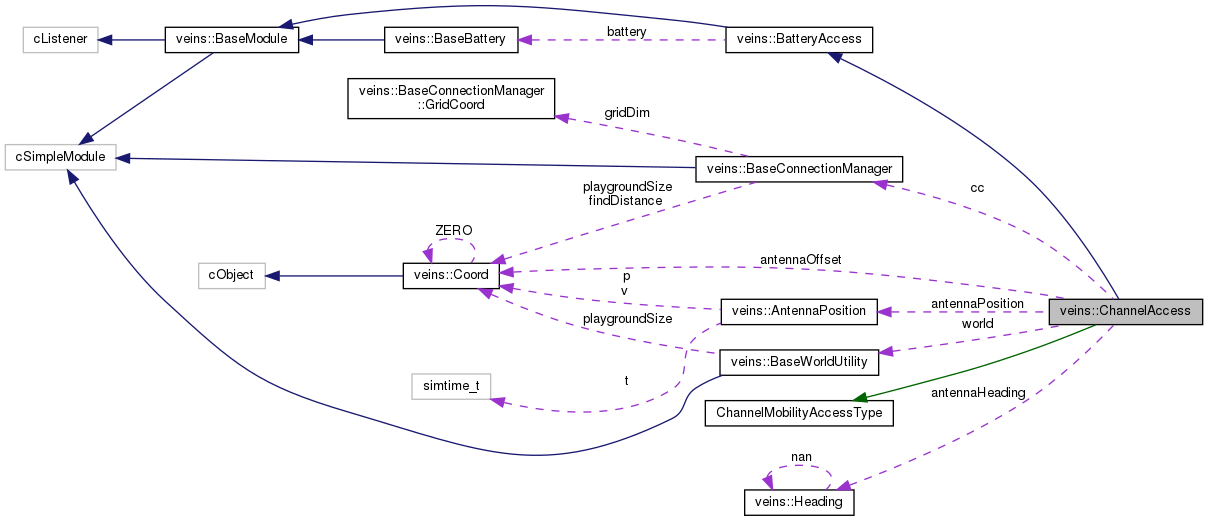 cListener
veins::BaseModule
veins::BaseBattery
battery
veins::BatteryAccess
veins::BaseConnectionManager
::GridCoord
gridDim
cSimpleModule
veins::BaseConnectionManager
playgroundSize
findDistance
cc
ZERO
cObject
veins::Coord
antennaOffset
p
v
veins::AntennaPosition
antennaPosition
veins::ChannelAccess
playgroundSize
world
veins::BaseWorldUtility
simtime_t
t
ChannelMobilityAccessType
antennaHeading
nan
veins::Heading